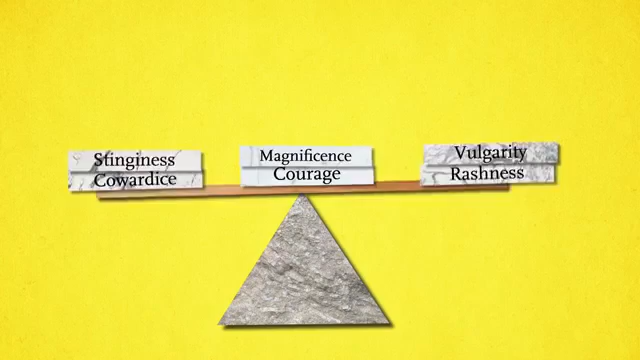 Stinginess
Cowardice
Magnificence
Courage
Vulgarity
Rashness